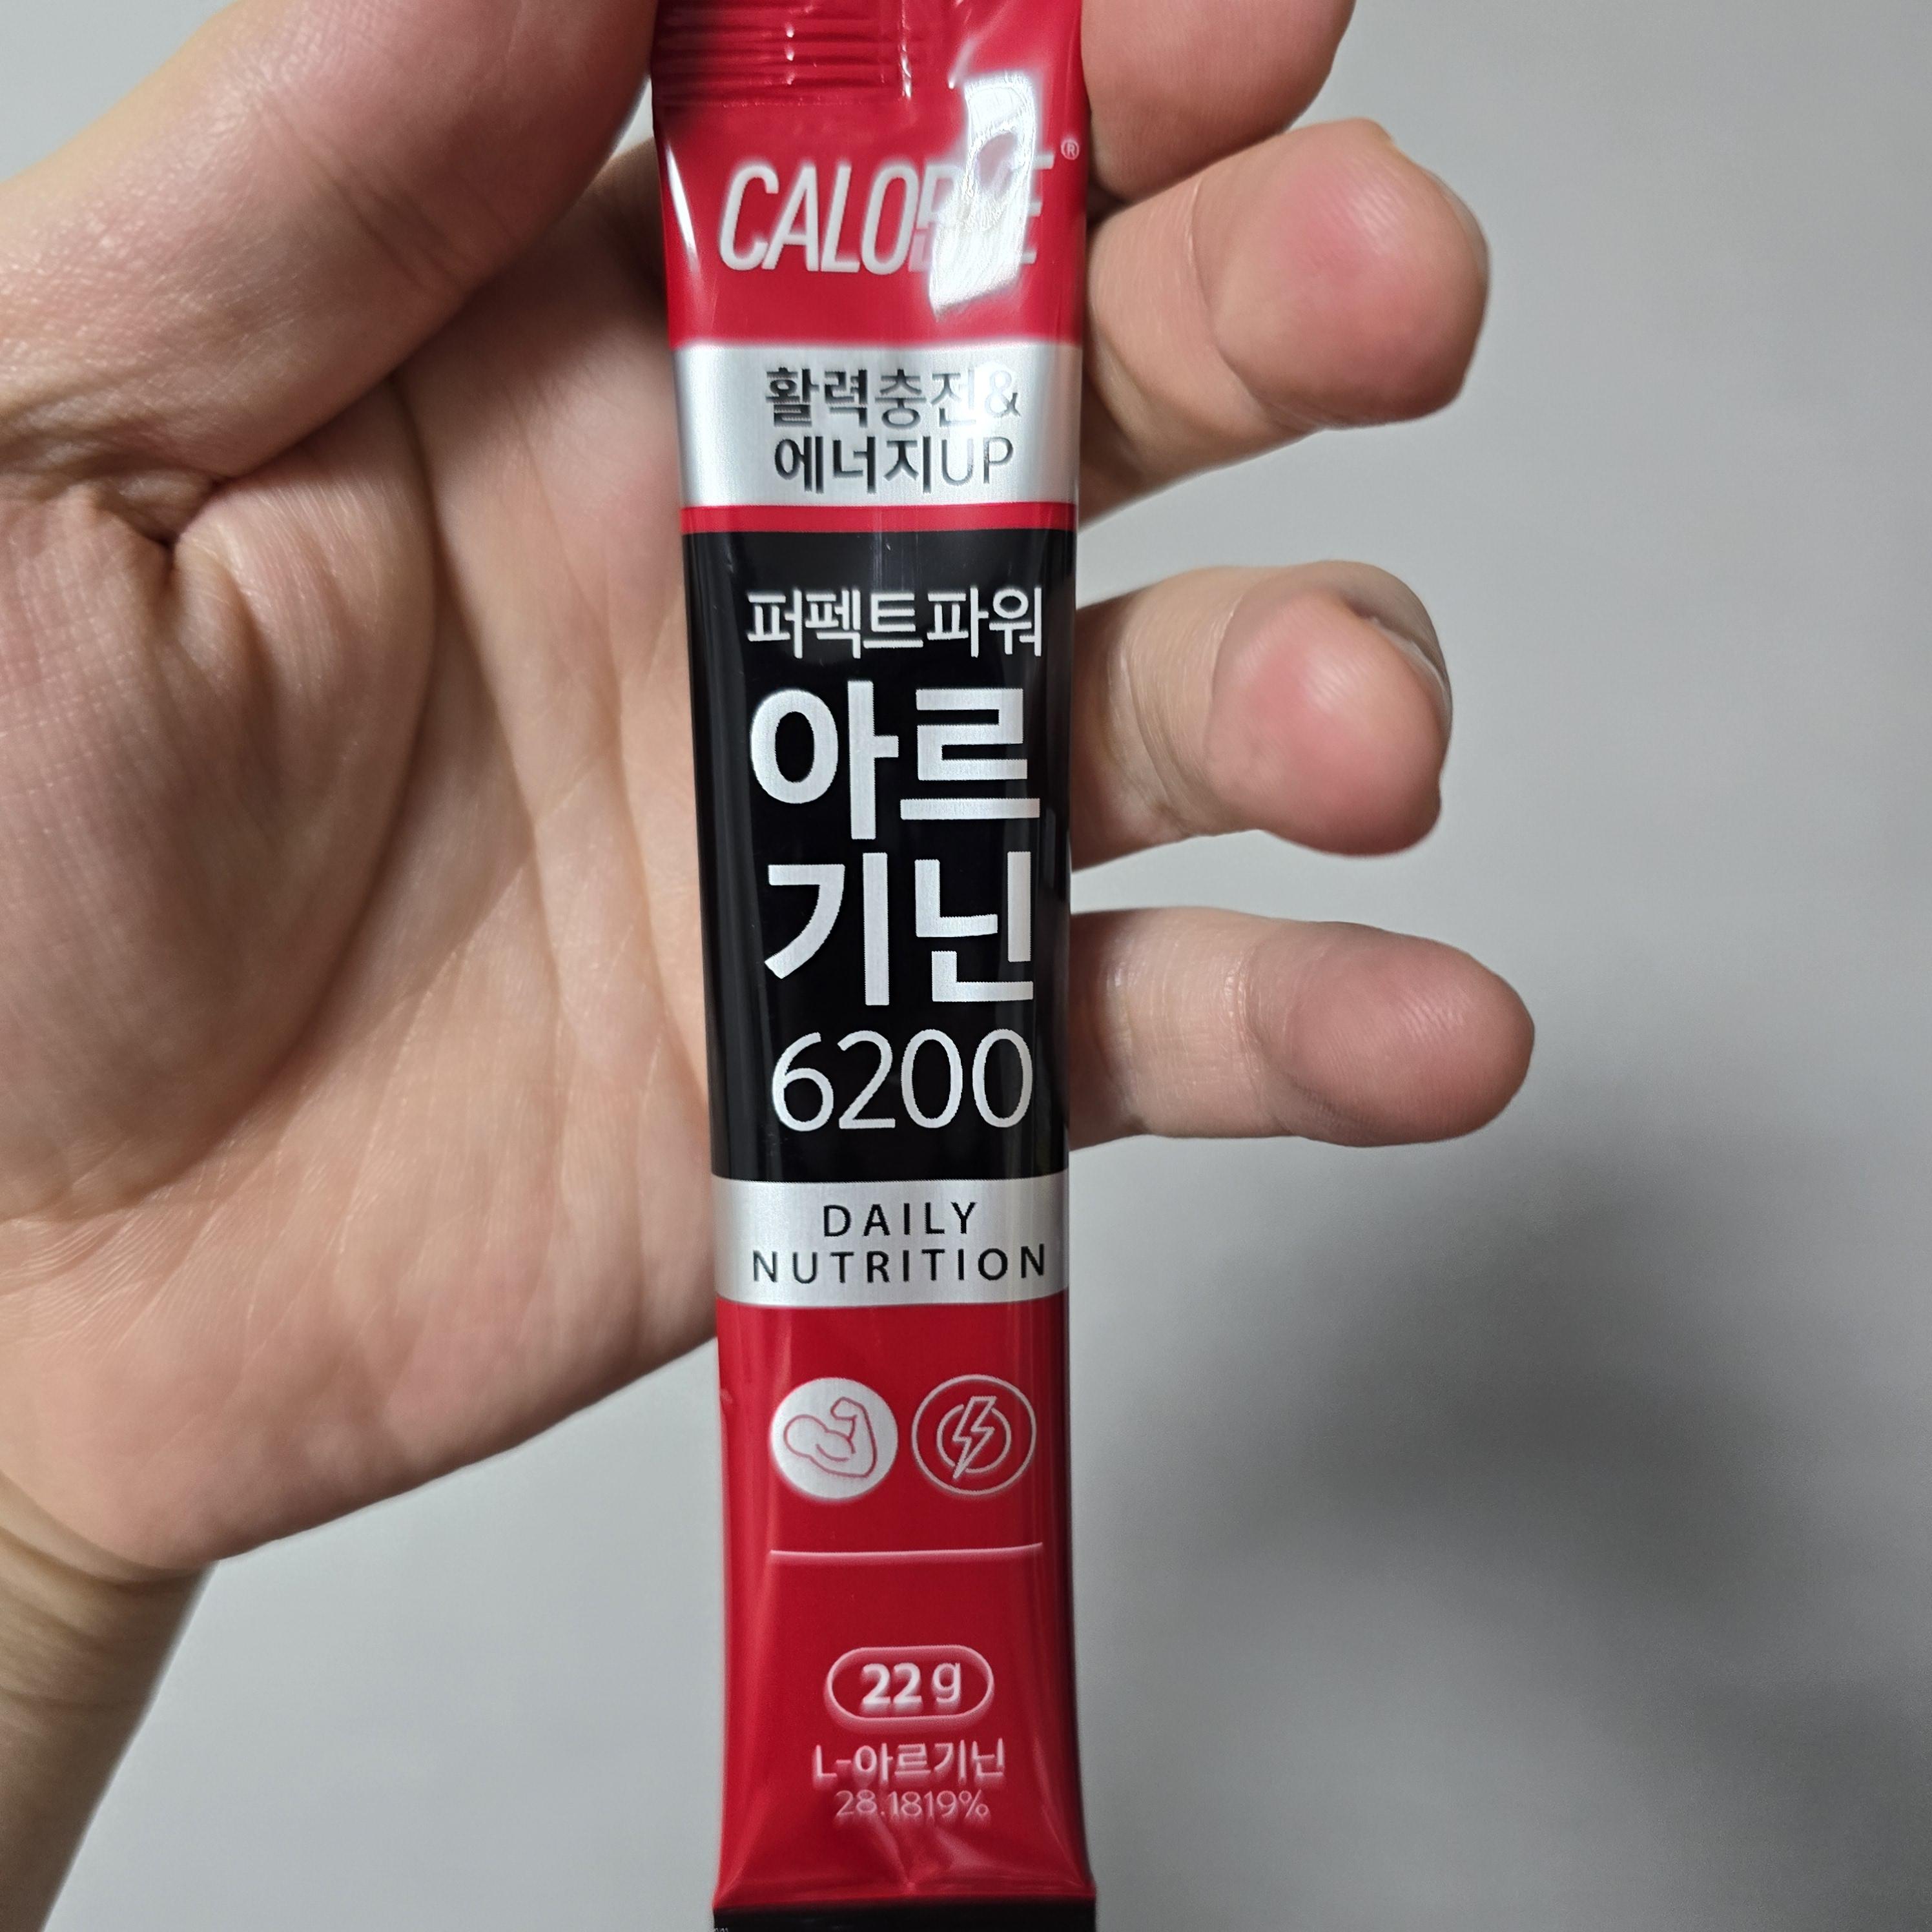 활력충전&
에너지UP
퍼펙트파워
아르
기닌
6200
DAILY
NUTRITION
22g
L-아르기닌
28.1819%